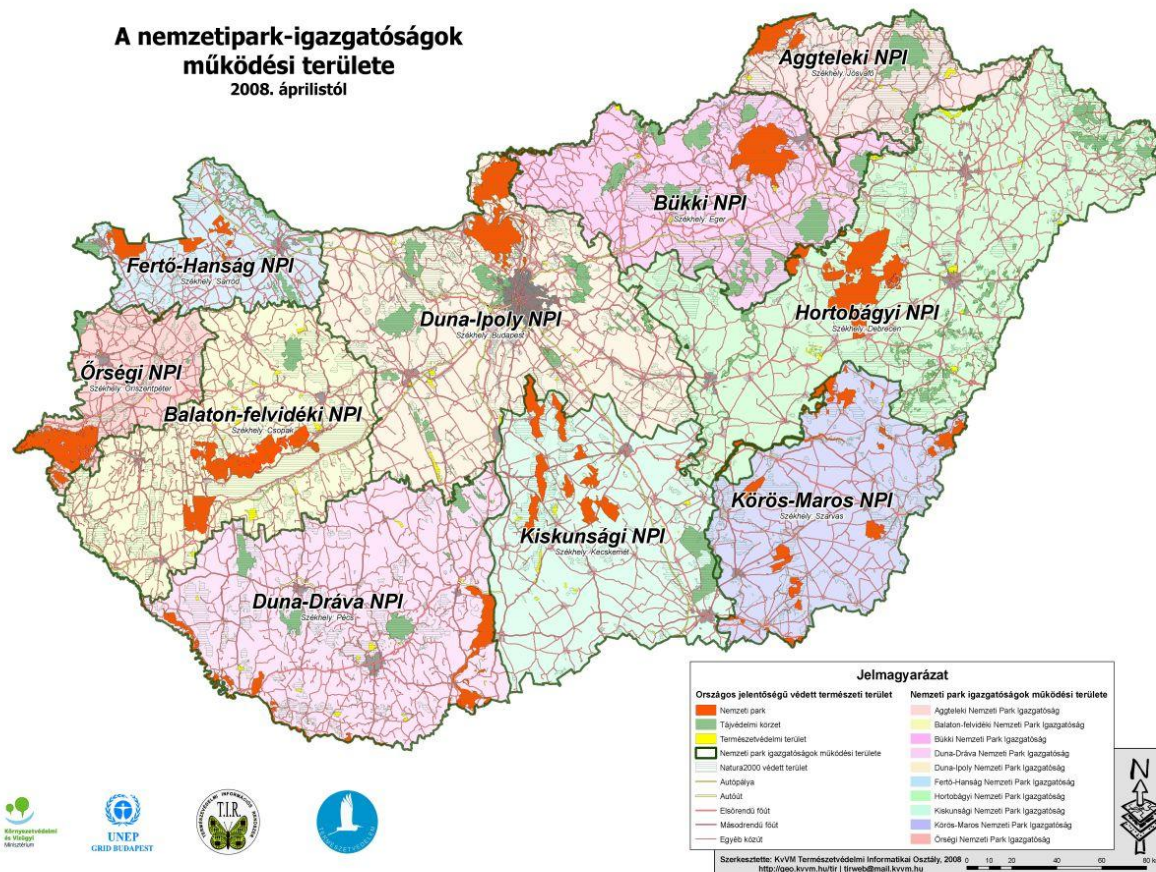 A nemzetipark-igazgatóságok
működési területe
2008. áprilistól
Aggteleki NPI
Székhely: Jósvafő
Bükki NPI
Székhely: Eger
Fertő-Hanság NPI
Székhely: Sarród
Duna-Ipoly NPI
Székhely: Budapest
Hortobágyi NPI
Székhely: Debrecen
Őrségi NPI
Székhely: Őriszentpéter
Balaton-felvidéki NPI
Székhely: Csopak
Körös-Maros NPI
Székhely: Szarvas
Kiskunsági NPI
Székhely: Kecskemét
Duna-Dráva NPI
Székhely: Pécs
Jelmagyarázat
Országos jelentőségű védett természeti terület
Nemzeti park
Tájvédelmi körzet
Természetvédelmi terület
Nemzeti park igazgatóságok működési területe
Natura2000 védett terület
Autópálya
Autóút
Elsőrendű főút
Másodrendű főút
Egyéb közút
Nemzeti park igazgatóságok működési területe
Aggteleki Nemzeti Park Igazgatóság
Balaton-felvidéki Nemzeti Park Igazgatóság
Bükki Nemzeti Park Igazgatóság
Duna-Dráva Nemzeti Park Igazgatóság
Duna-Ipoly Nemzeti Park Igazgatóság
Fertő-Hanság Nemzeti Park Igazgatóság
Hortobágyi Nemzeti Park Igazgatóság
Kiskunsági Nemzeti Park Igazgatóság
Körös-Maros Nemzeti Park Igazgatóság
Őrségi Nemzeti Park Igazgatóság
N
Szerkesztette: KvVM Természetvédelmi Informatikai Osztály, 2008
http://geo.kvvm.hu/tir | tirweb@mail.kvvm.hu
0 10 20 40 60 80 k
Környezetvédelmi
és Vízügyi
Minisztérium
UNEP
GRID BUDAPEST
TERMÉSZETVÉDELMI INFORMÁCIÓS RENDSZER
T.I.R.
TERMÉSZETVÉDELEM